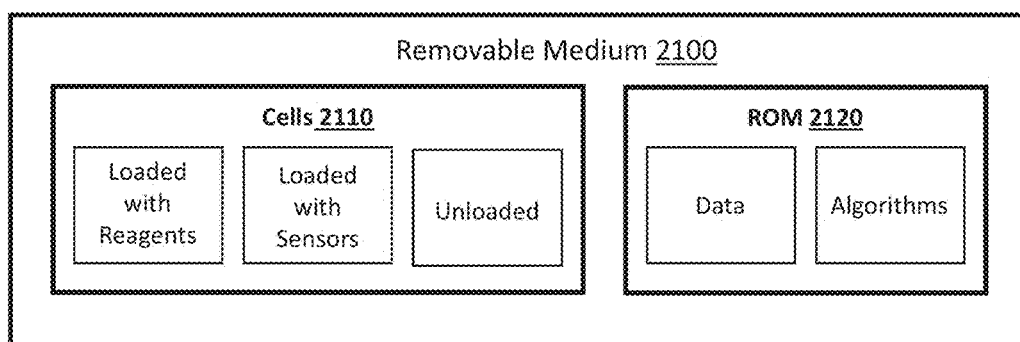 Removable Medium 2100
Cells 2110
Loaded
with
Reagents
Loaded
with
Sensors
Unloaded
ROM 2120
Data
Algorithms